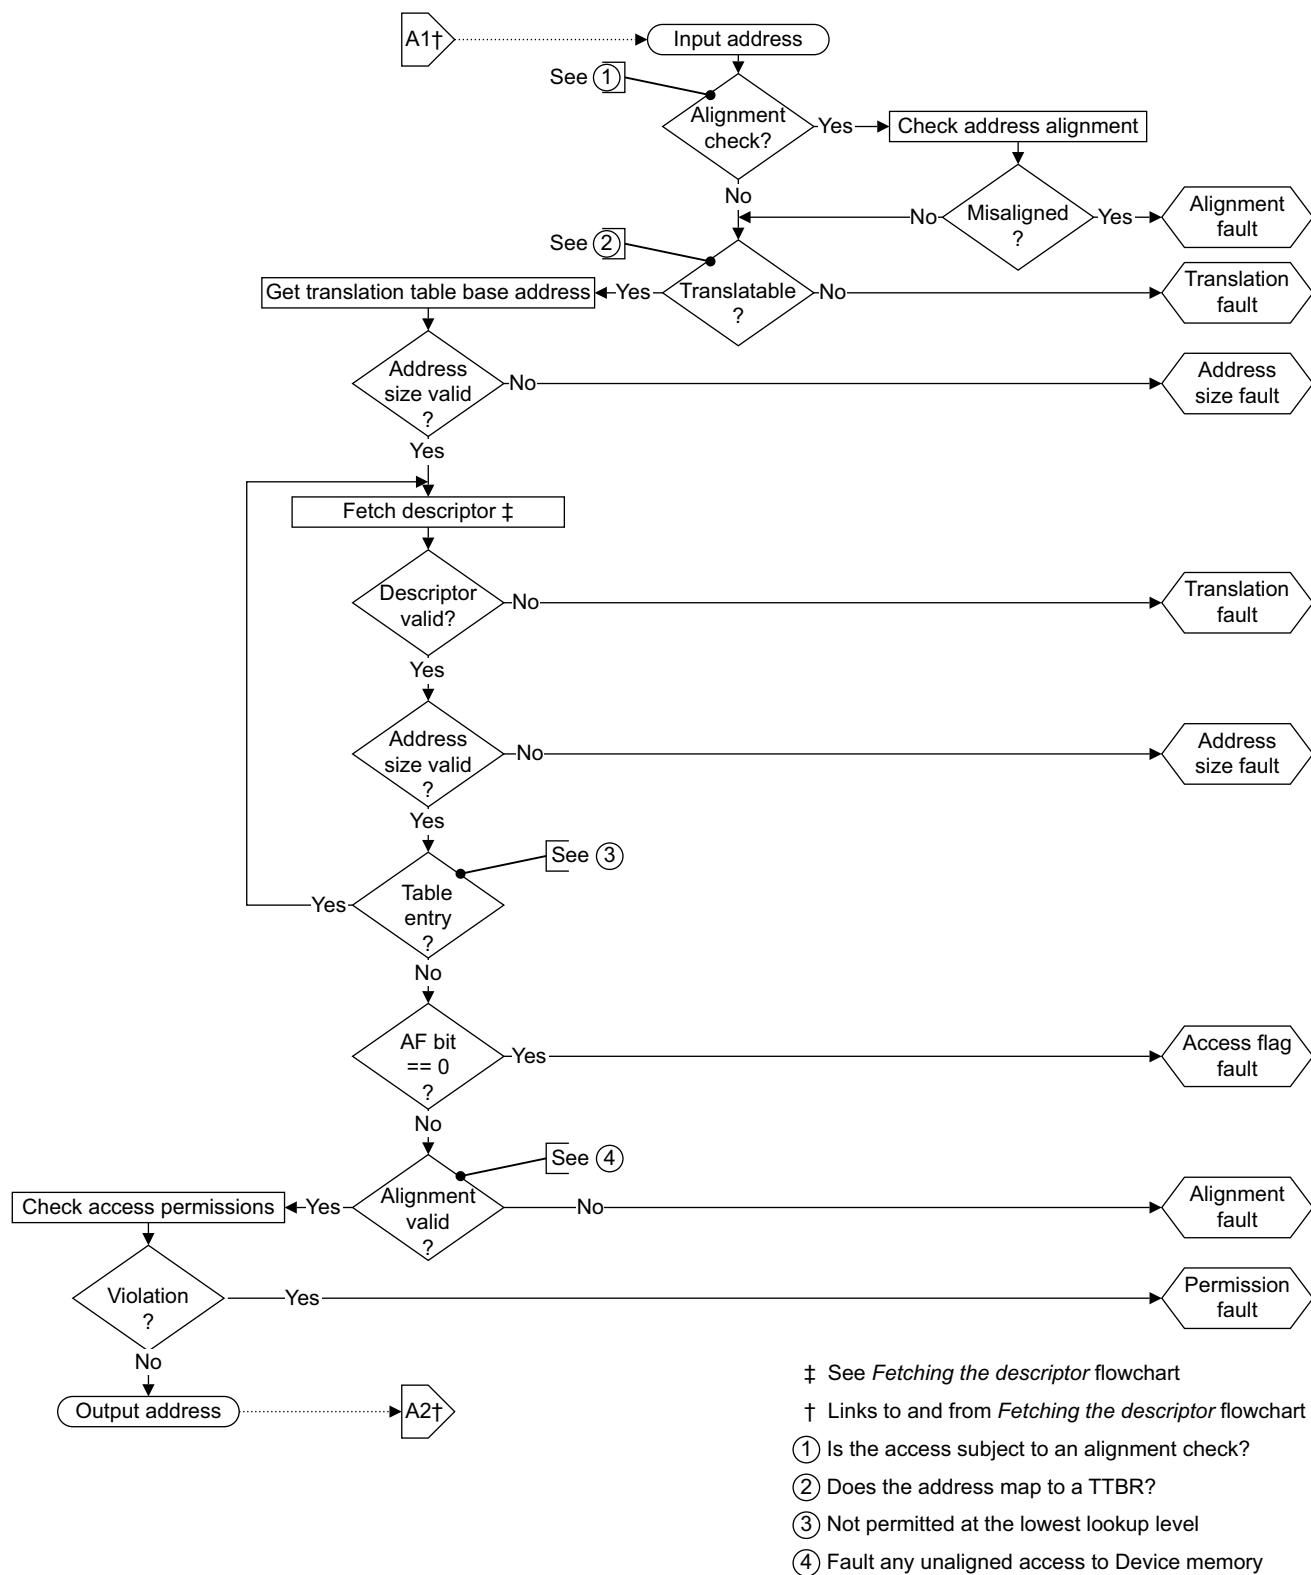 A1†
Input address
See ①
Alignment
check?
Yes
Check address alignment
No
Misaligned
?
No
Yes
Alignment
fault
See ②
Translatable
?
Yes
No
Get translation table base address
Translation
fault
Address
size valid
?
No
Address
size fault
Yes
Fetch descriptor ‡
Descriptor
valid?
No
Translation
fault
Yes
Address
size valid
?
No
Address
size fault
Yes
See ③
Table
entry
?
Yes
No
AF bit
== 0
?
Yes
Access flag
fault
No
See ④
Alignment
valid
?
Yes
No
Check access permissions
Alignment
fault
Violation
?
Yes
Permission
fault
No
Output address
A2†
‡ See Fetching the descriptor flowchart
† Links to and from Fetching the descriptor flowchart
① Is the access subject to an alignment check?
② Does the address map to a TTBR?
③ Not permitted at the lowest lookup level
④ Fault any unaligned access to Device memory